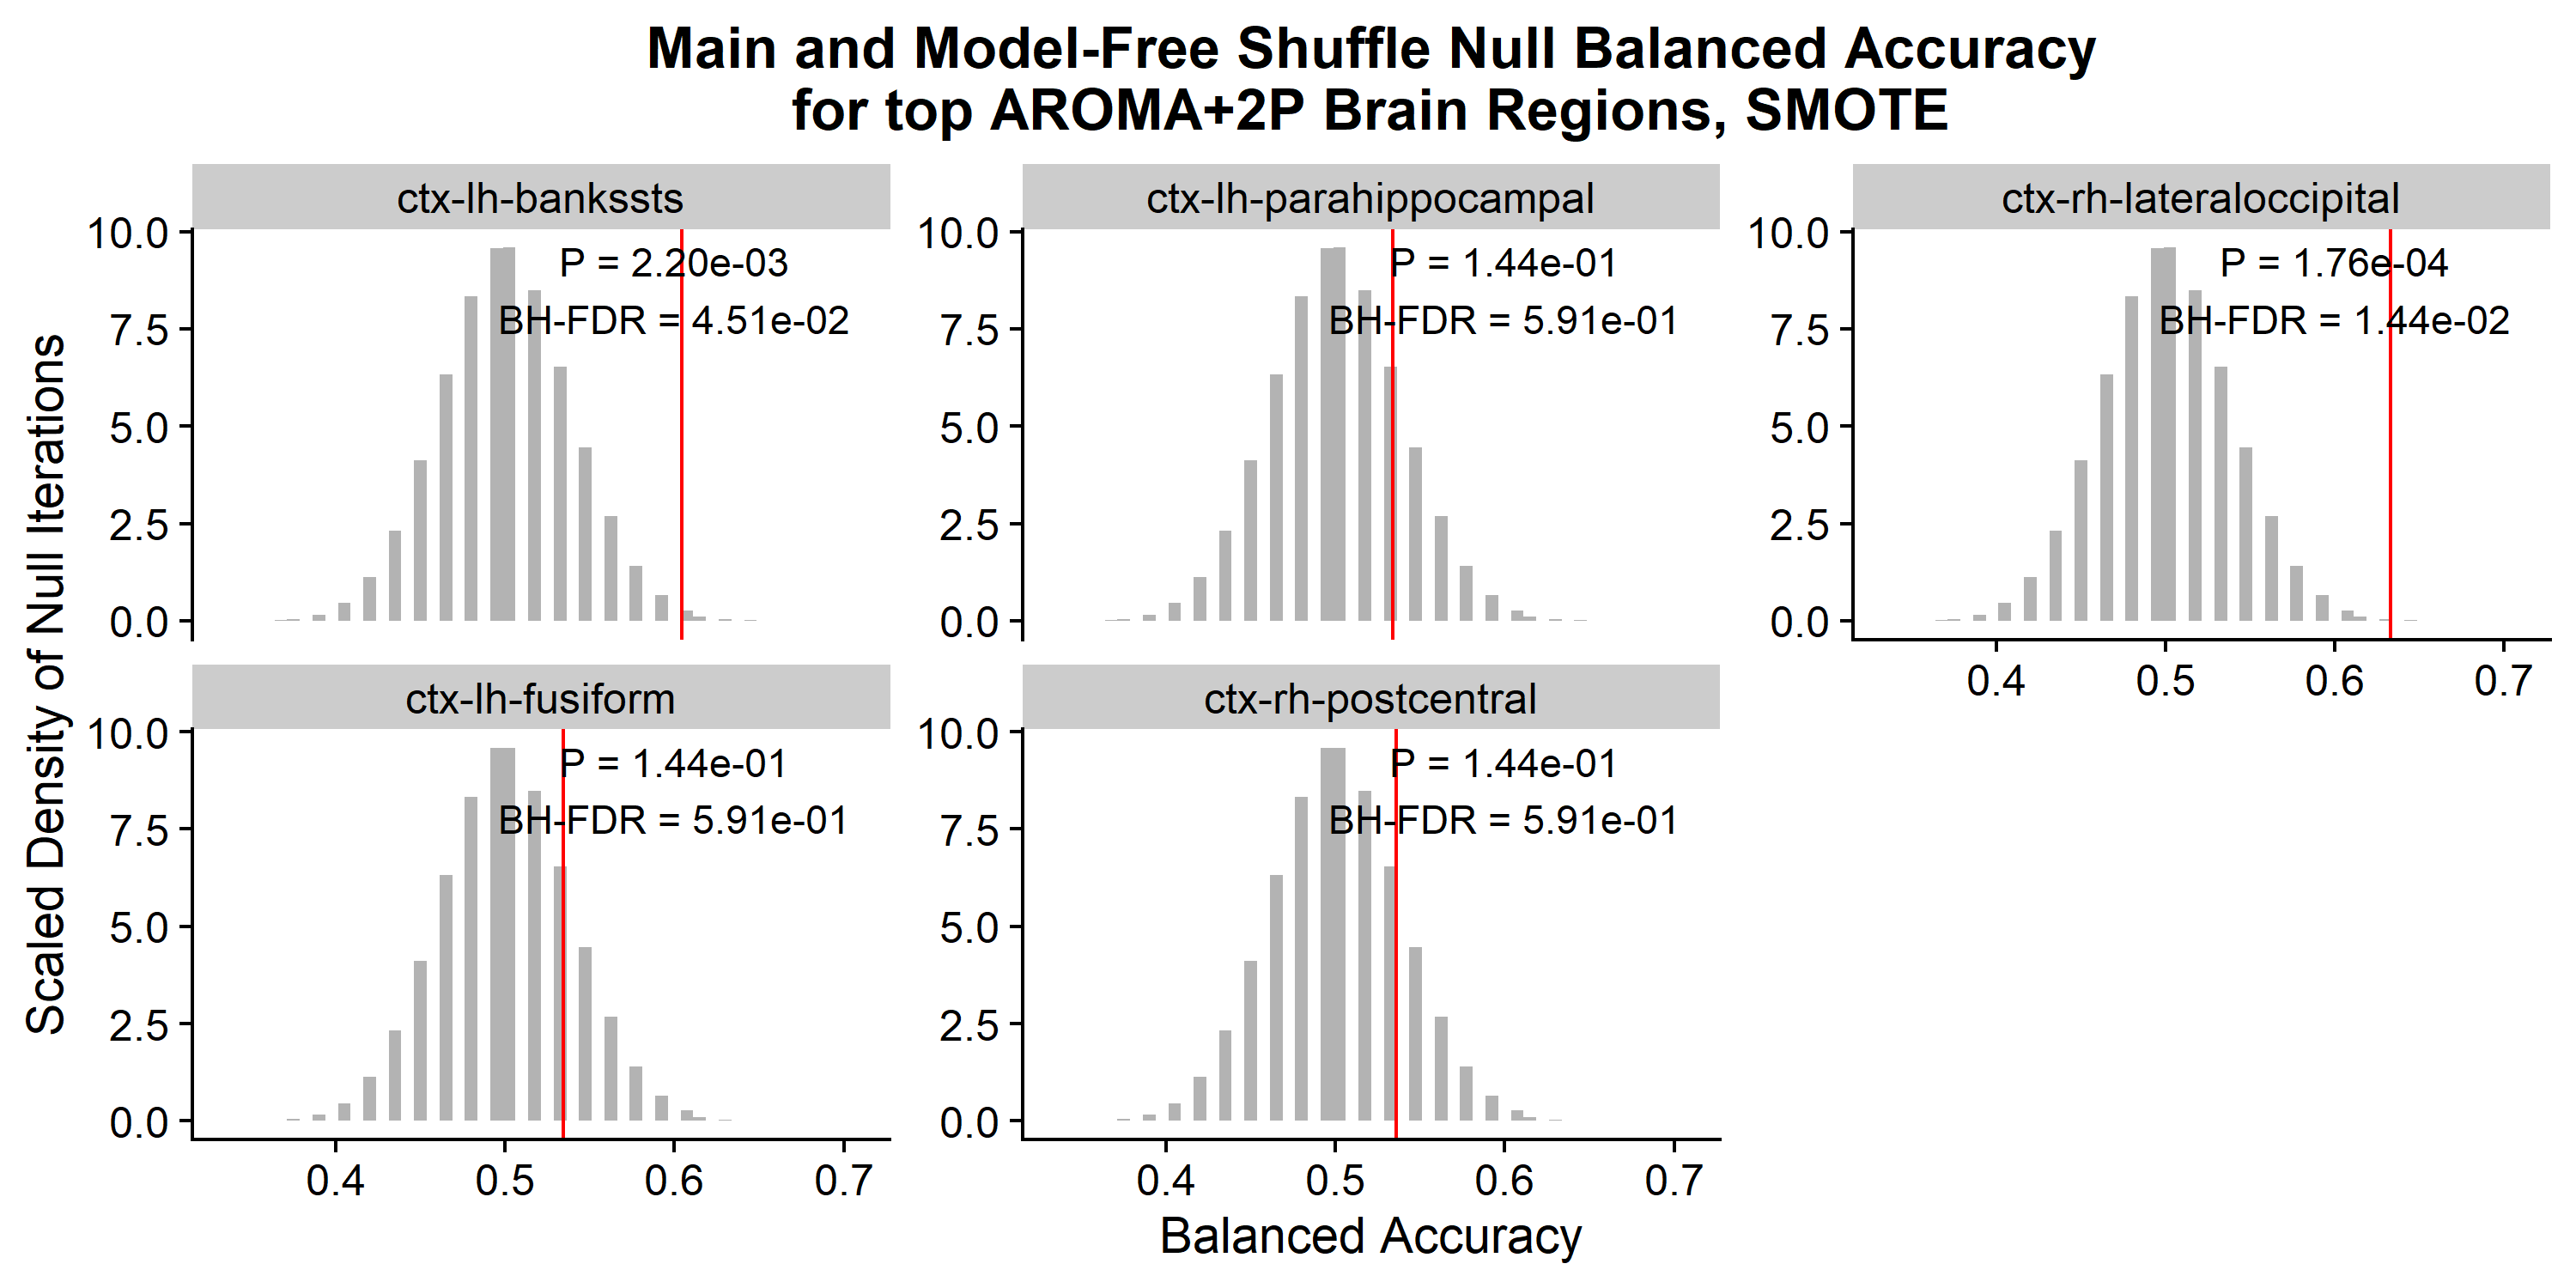 Main and Model-Free Shuffle Null Balanced Accuracy
for top AROMA+2P Brain Regions, SMOTE
Scaled Density of Null Iterations
ctx-lh-bankssts
10.0
7.5
5.0
2.5
0.0
P = 2.20e-03
BH-FDR = 4.51e-02
ctx-lh-parahippocampal
10.0
7.5
5.0
2.5
0.0
P = 1.44e-01
BH-FDR = 5.91e-01
ctx-rh-lateraloccipital
10.0
7.5
5.0
2.5
0.0
P = 1.76e-04
BH-FDR = 1.44e-02
0.4 0.5 0.6 0.7
ctx-lh-fusiform
10.0
7.5
5.0
2.5
0.0
P = 1.44e-01
BH-FDR = 5.91e-01
0.4 0.5 0.6 0.7
ctx-rh-postcentral
10.0
7.5
5.0
2.5
0.0
P = 1.44e-01
BH-FDR = 5.91e-01
0.4 0.5 0.6 0.7
Balanced Accuracy